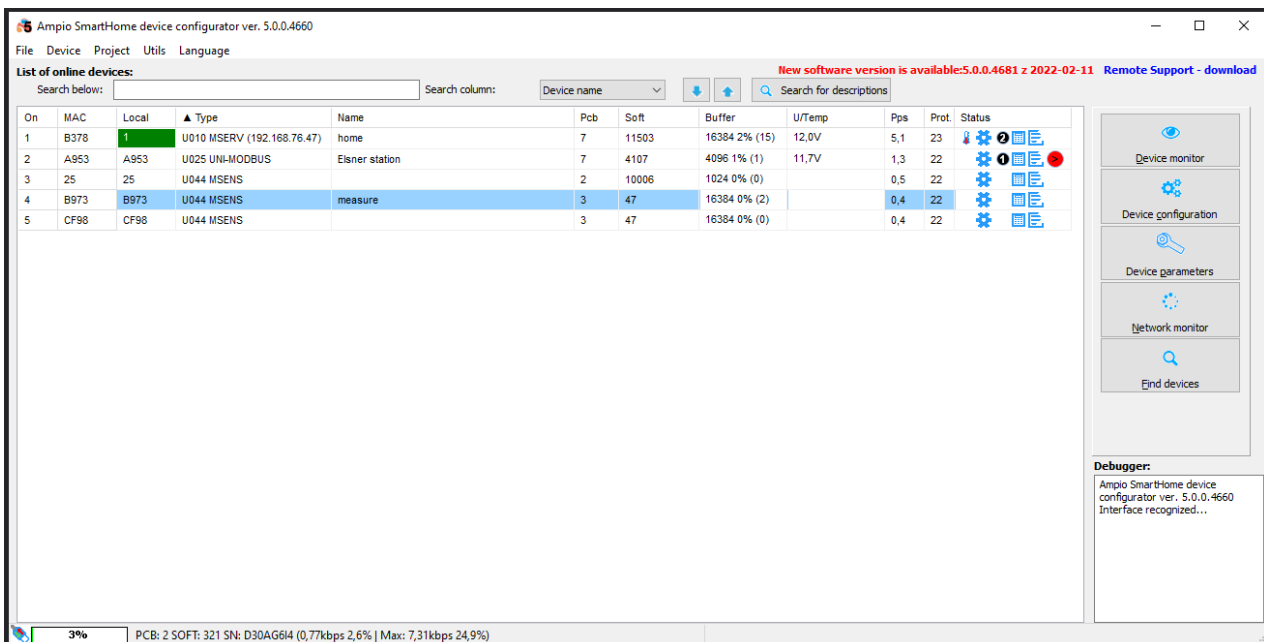 Ampio SmartHome device configurator ver. 5.0.0.4660
File Device Project Utils Language
List of online devices:
New software version is available:5.0.0.4681 z 2022-02-11 Remote Support - download
Search below: Search column: Device name Search for descriptions
On MAC Local ▲ Type Name Pcb Soft Buffer U/Temp Pps Prot. Status
1 B378 1 U010 MSERV (192.168.76.47) home 7 11503 16384 2% (15) 12,0V 5,1 23 2
2 A953 A953 U025 UNI-MODBUS Elsner station 7 4107 4096 1% (1) 11,7V 1,3 22 1 >
3 25 25 U044 MSENS 2 10006 1024 0% (0) 0,5 22
4 B973 B973 U044 MSENS measure 3 47 16384 0% (2) 0,4 22
5 CF98 CF98 U044 MSENS 3 47 16384 0% (0) 0,4 22
Device monitor
Device configuration
Device parameters
Network monitor
Find devices
Debugger:
Ampio SmartHome device
configurator ver. 5.0.0.4660
Interface recognized...
3% PCB: 2 SOFT: 321 SN: D30AG6I4 (0,77kbps 2,6% | Max: 7,31kbps 24,9%)